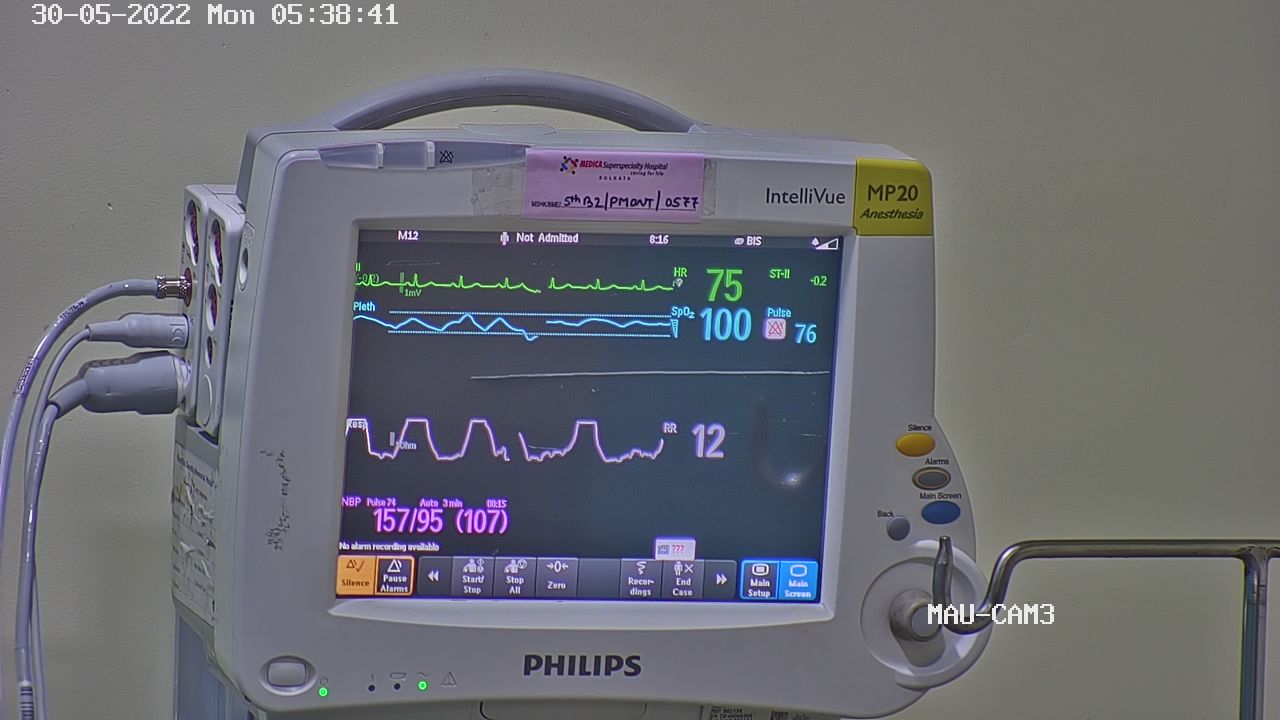 30-05-2022 Mon 05:38:41
MEDICA Superspecialty Hospital
caring for life
KOLKATA
MSHK/BME/ 5th B2/PMONT/0577
IntelliVue
MP20
Anesthesia
M12 Not Admitted 8:16 BIS
II
1mV
HR 75
ST-II -0.2
Pleth
SpO₂ 100
Pulse 76
Resp
1Ohm
RR 12
NBP Pulse 74 Auto 3 min 08:15
157/95 (107)
No alarm recording available
???
Silence
Pause Alarms
Start/ Stop
Stop All
Zero
Recor- dings
End Case
Main Setup
Main Screen
Silence
Alarms
Main Screen
Back
MAU-CAM3
PHILIPS